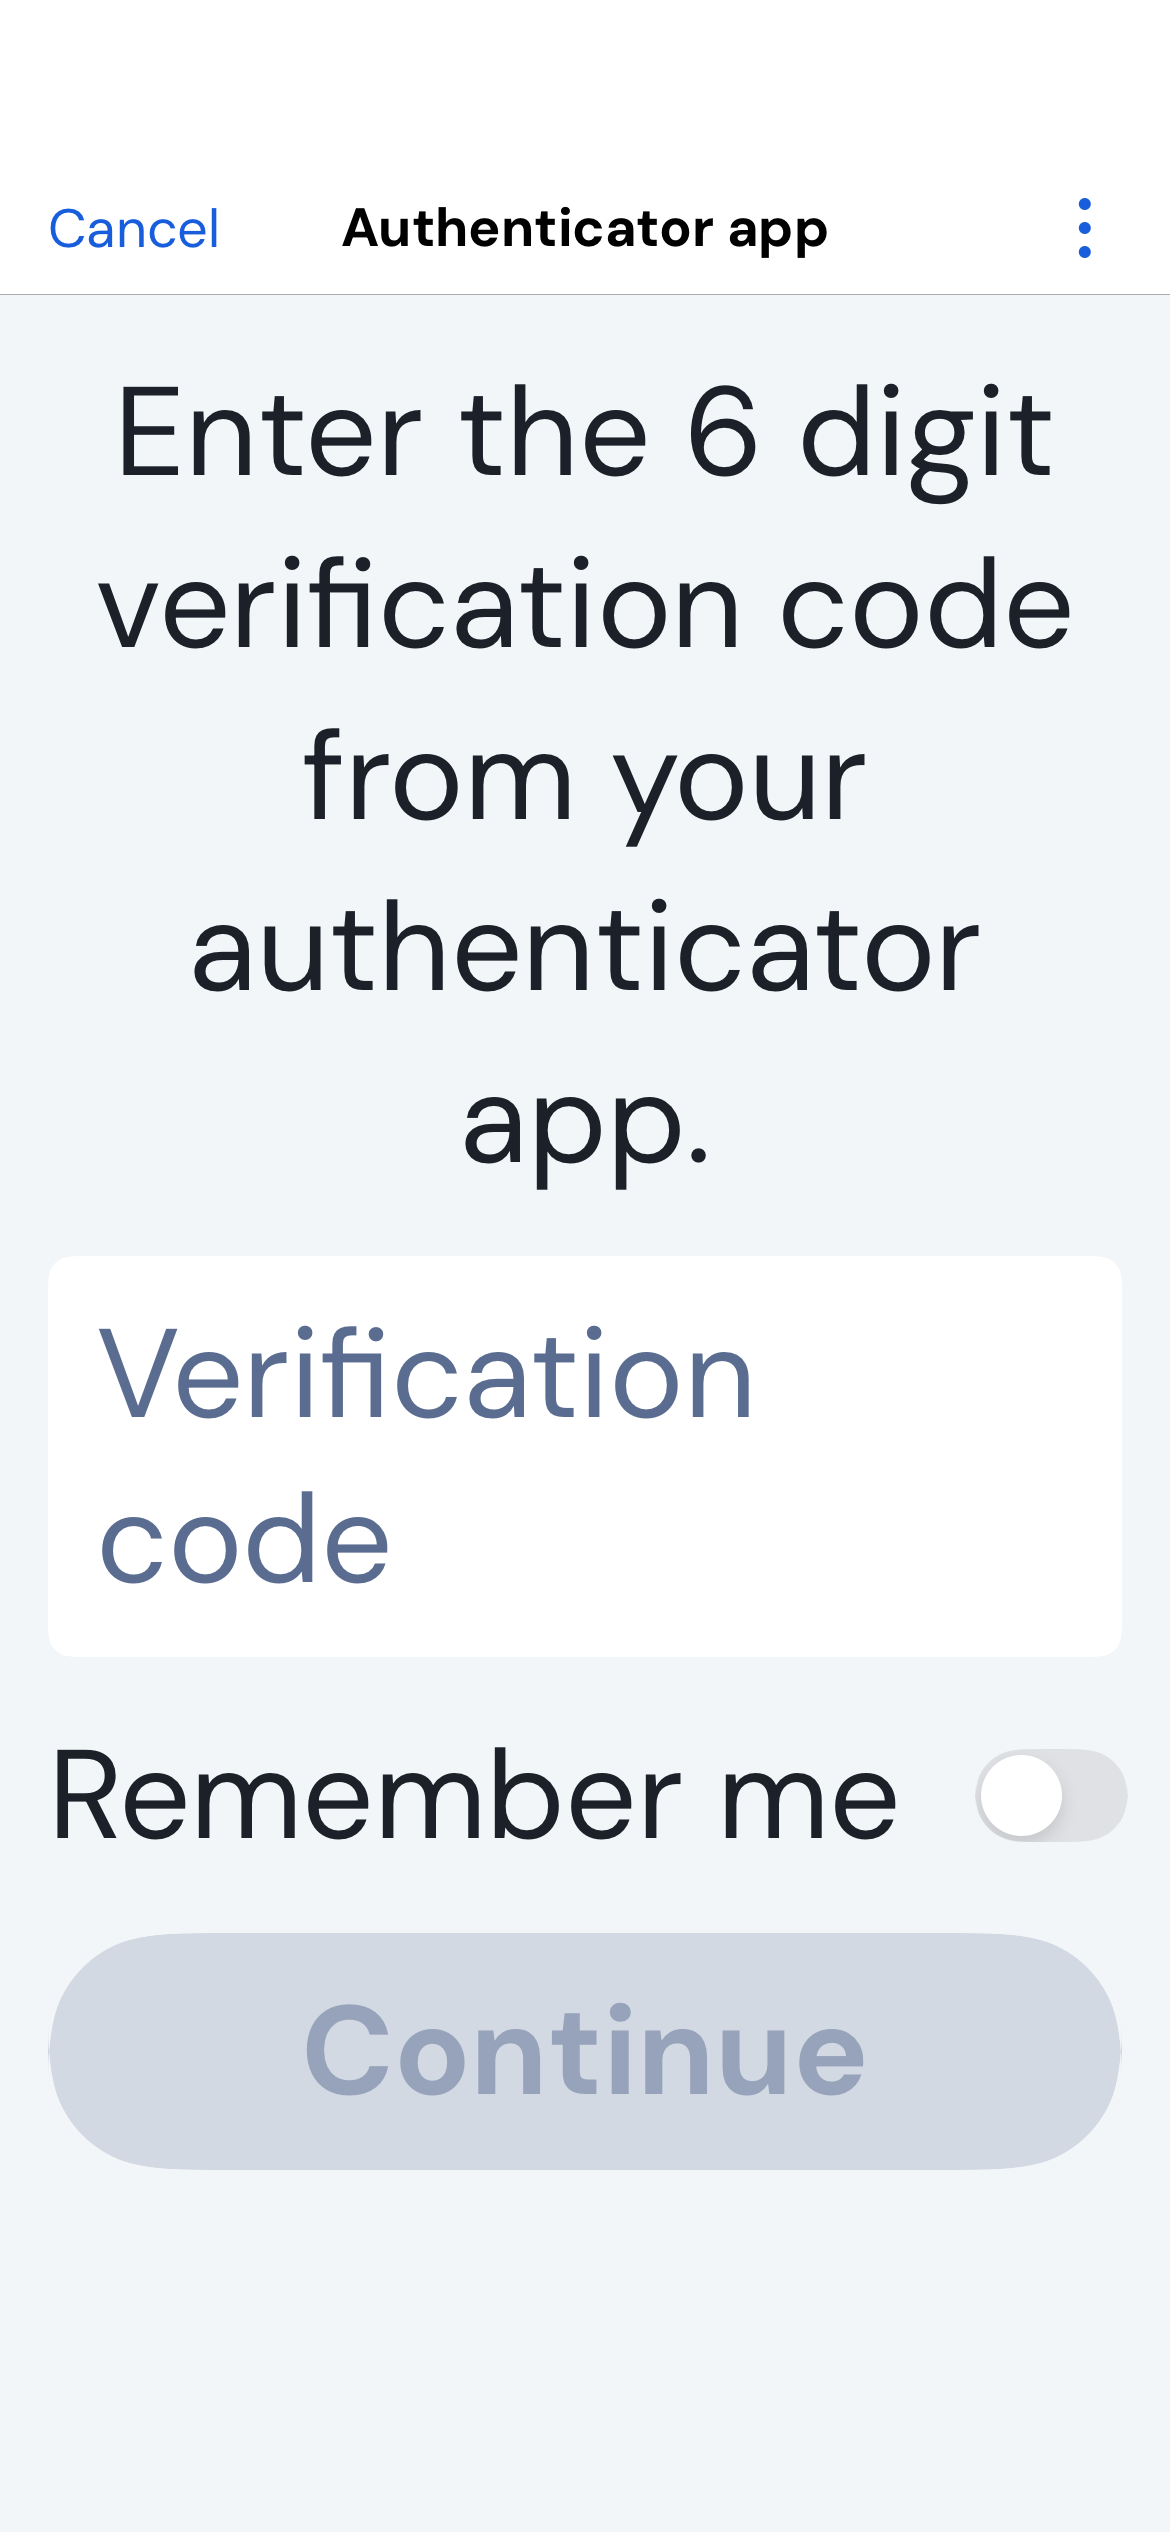 Cancel Authenticator app
Enter the 6 digit
verification code
from your
authenticator
app.
Verification
code
Remember me
Continue